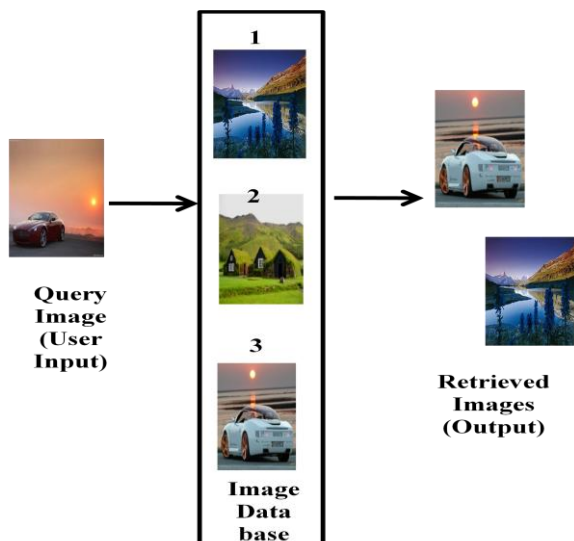 1
2
3
Query
Image
(User
Input)
Image
Data
base
Retrieved
Images
(Output)